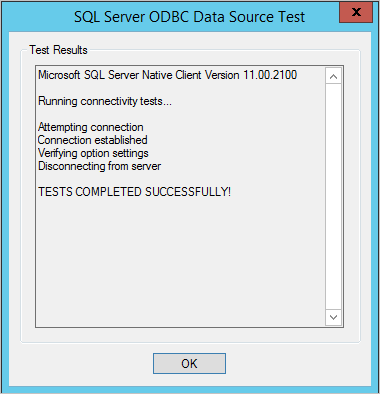 SQL Server ODBC Data Source Test
x
Test Results
Microsoft SQL Server Native Client Version 11.00.2100
Running connectivity tests...
Attempting connection
Connection established
Verifying option settings
Disconnecting from server
TESTS COMPLETED SUCCESSFULLY!
OK